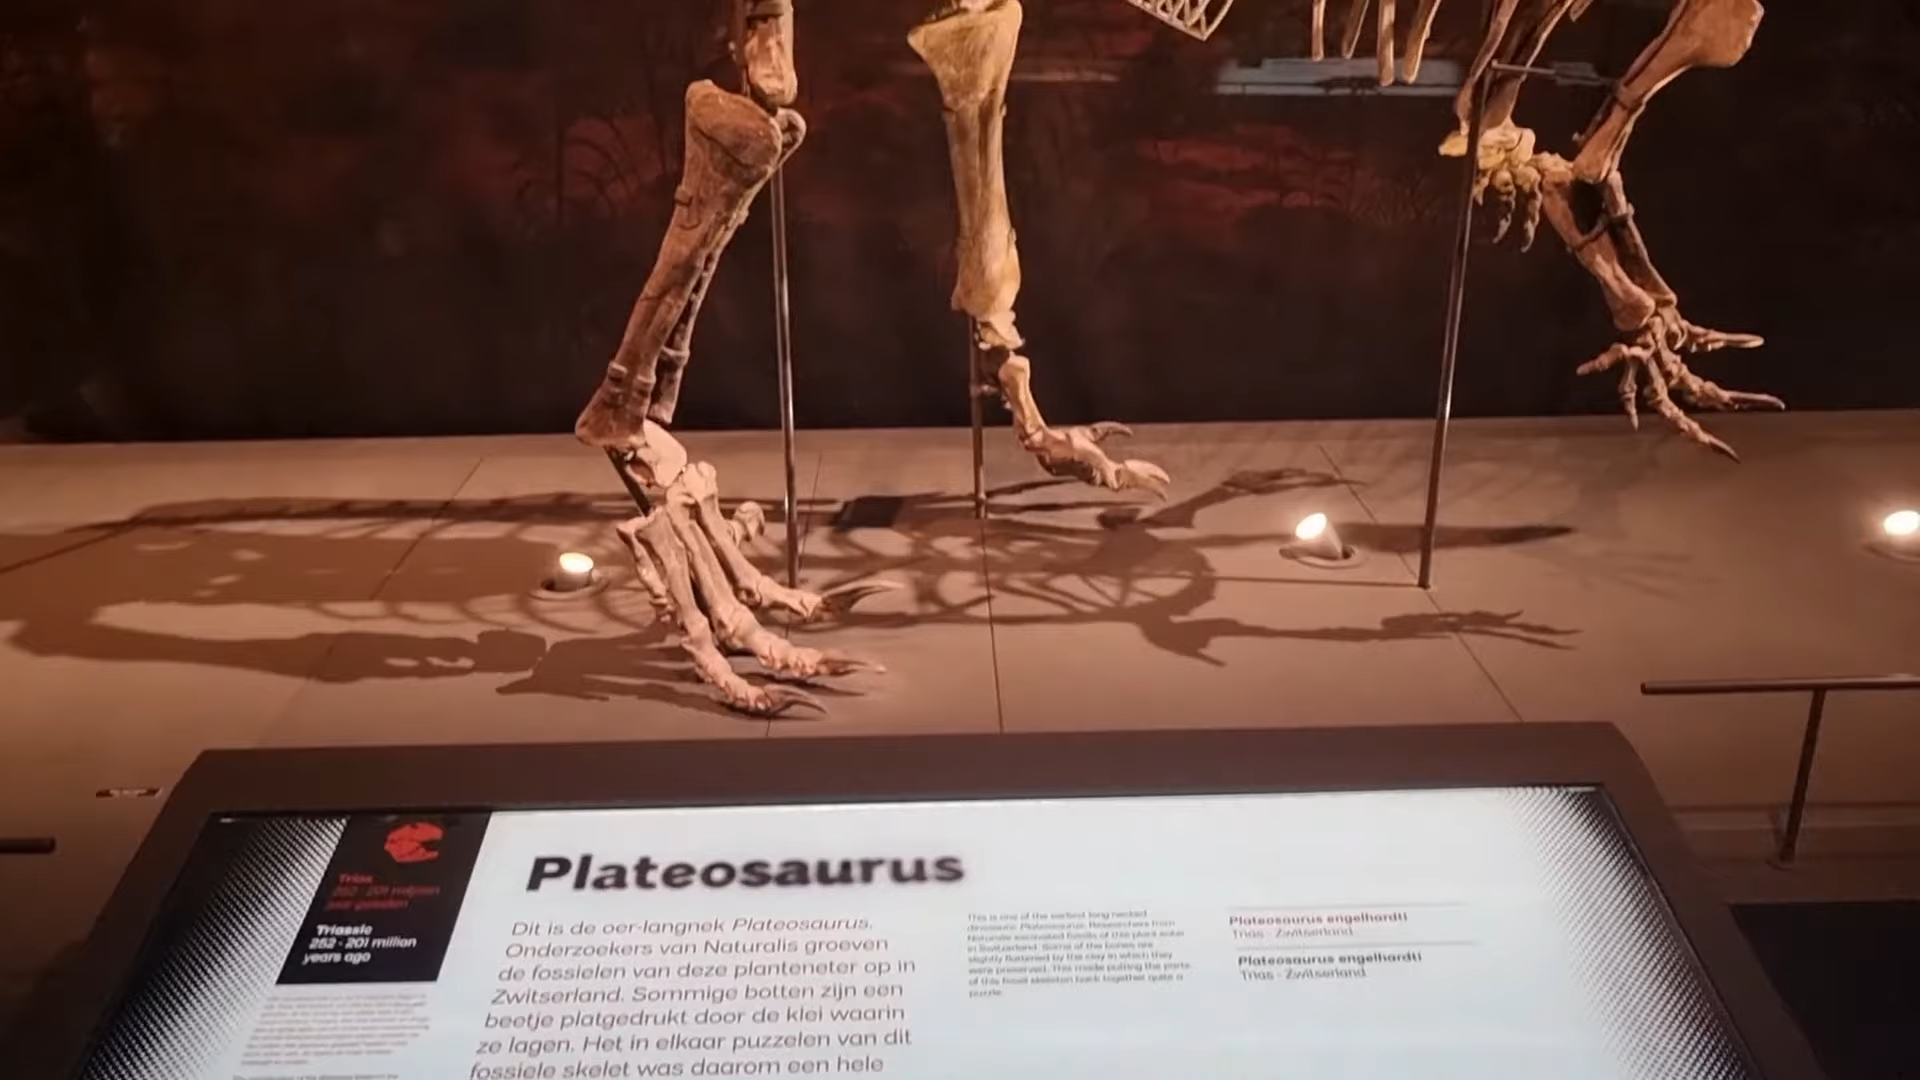 Plateosaurus
Trias
252 - 201 miljoen
jaar geleden
Triassic
252 - 201 million
years ago
Dit is de oer-langnek Plateosaurus.
Onderzoekers van Naturalis groeven
de fossielen van deze planteneter op in
Zwitserland. Sommige botten zijn een
beetje platgedrukt door de klei waarin
ze lagen. Het in elkaar puzzelen van dit
fossiele skelet was daarom een hele
This is one of the earliest long necked
dinosaurs: Plateosaurus. Researchers from
Naturalis excavated fossils of this plant eater
in Switzerland. Some of the bones are
slightly flattened by the clay in which they
were preserved. This made putting the parts
of this fossil skeleton back together quite a
puzzle.
Plateosaurus engelhardti
Trias - Zwitserland
Plateosaurus engelhardti
Trias - Zwitserland